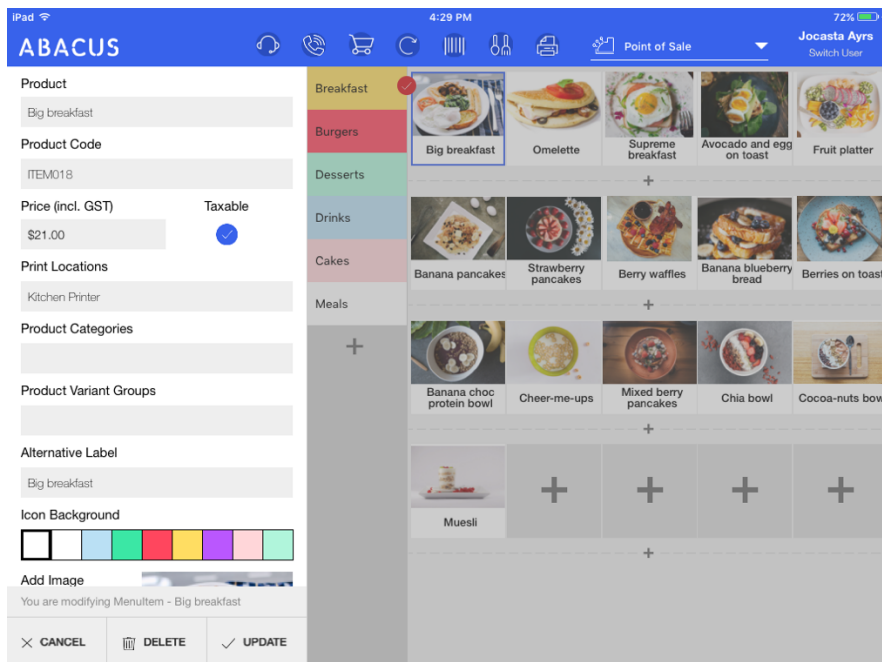 iPad
4:29 PM
72%
ABACUS
Point of Sale
Jocasta Ayrs
Switch User
Product
Big breakfast
Product Code
ITEM018
Price (incl. GST)
Taxable
$21.00
Print Locations
Kitchen Printer
Product Categories
Product Variant Groups
Alternative Label
Big breakfast
Icon Background
Add Image
You are modifying MenuItem - Big breakfast
CANCEL
DELETE
UPDATE
Breakfast
Burgers
Desserts
Drinks
Cakes
Meals
+
Big breakfast
Omelette
Supreme
breakfast
Avocado and egg
on toast
Fruit platter
+
Banana pancakes
Strawberry
pancakes
Berry waffles
Banana blueberry
bread
Berries on toast
+
Banana choc
protein bowl
Cheer-me-ups
Mixed berry
pancakes
Chia bowl
Cocoa-nuts bow
+
Muesli
+ + + +
+